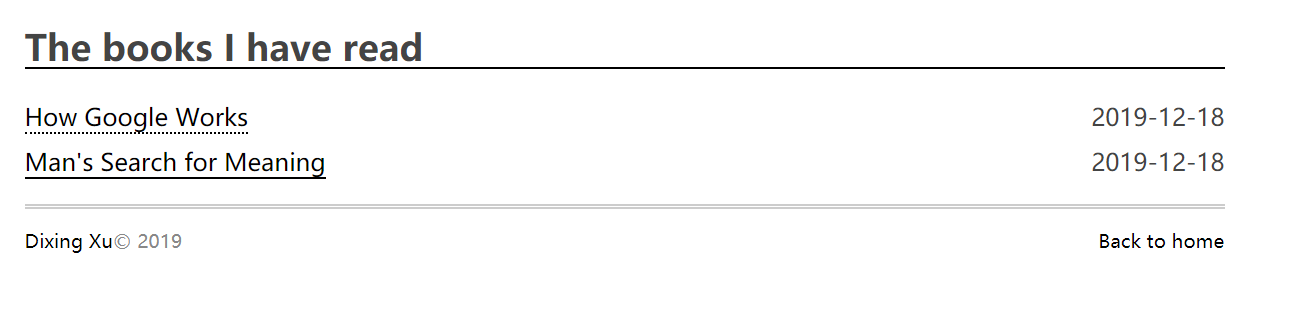 The books I have read
How Google Works 2019-12-18
Man's Search for Meaning 2019-12-18
Dixing Xu© 2019 Back to home